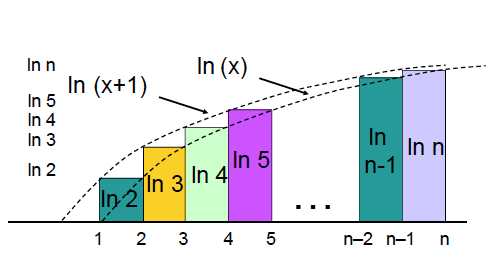 ln n
ln (x+1)
ln (x)
ln 5
ln 4
ln 3
ln 2
ln 2
ln 3
ln 4
ln 5
...
ln
n-1
ln n
1 2 3 4 5 n–2 n–1 n